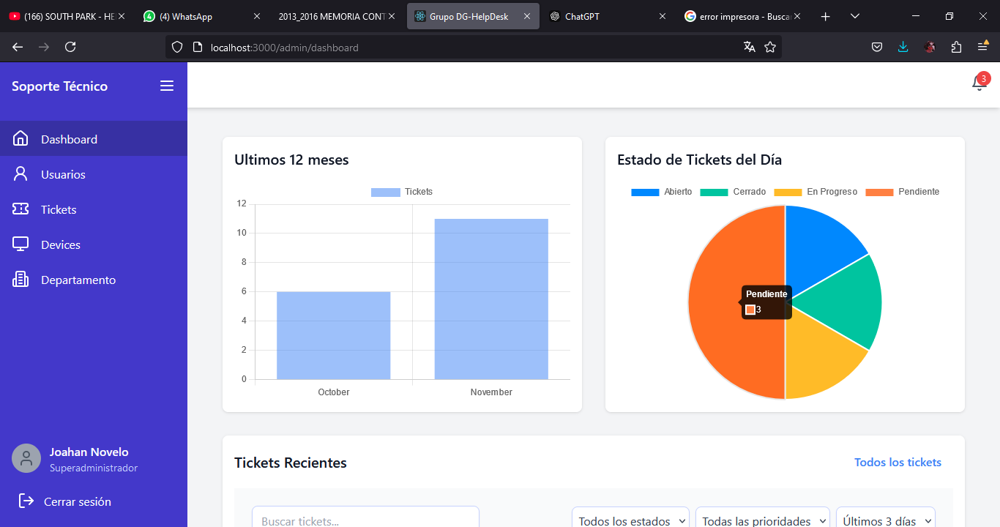 (166) SOUTH PARK - HE
(4) WhatsApp
2013_2016 MEMORIA CONT
Grupo DG-HelpDesk
ChatGPT
error impresora - Busca
localhost:3000/admin/dashboard
Soporte Técnico
3
Dashboard
Usuarios
Tickets
Devices
Departamento
Joahan Novelo
Superadministrador
Cerrar sesión
Ultimos 12 meses
Tickets
12
10
8
6
4
2
0
October November
Estado de Tickets del Día
Abierto Cerrado En Progreso Pendiente
Pendiente
3
Tickets Recientes
Todos los tickets
Buscar tickets...
Todos los estados
Todas las prioridades
Últimos 3 días